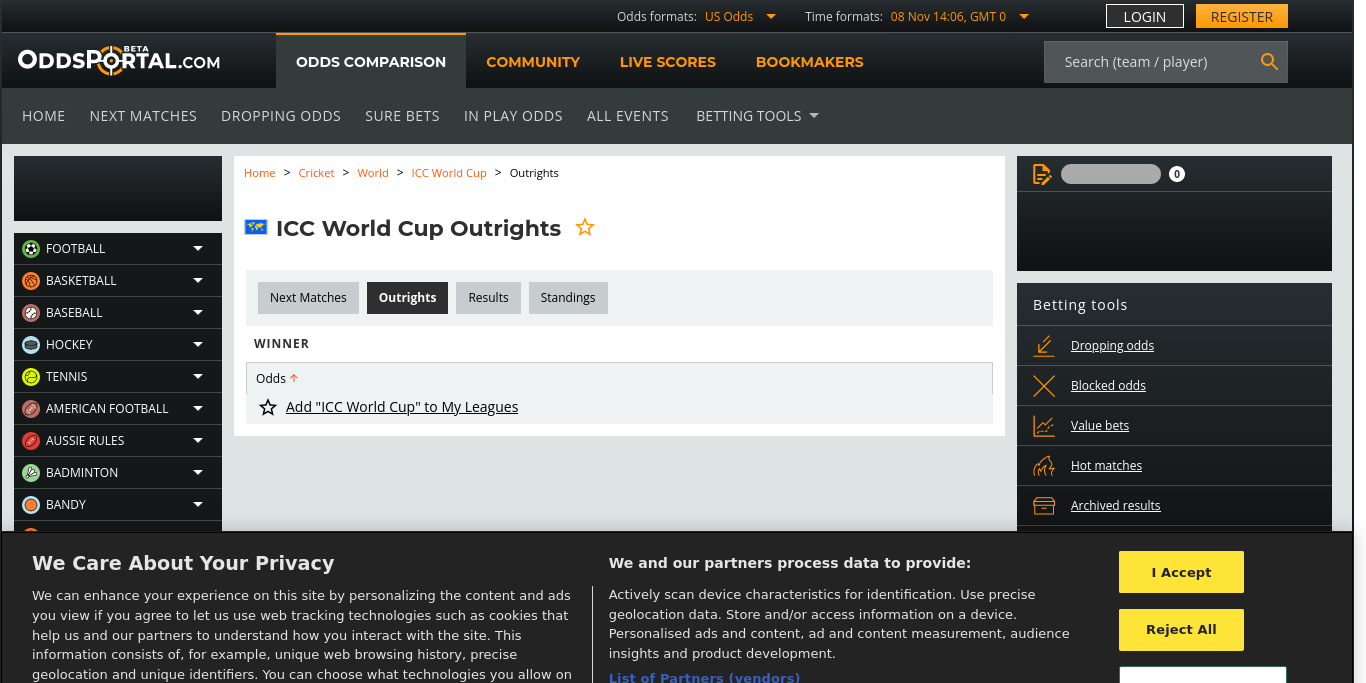 Odds formats: US Odds Time formats: 08 Nov 14:06, GMT 0 LOGIN REGISTER
ODDSPORTAL.COM BETA
ODDS COMPARISON COMMUNITY LIVE SCORES BOOKMAKERS Search (team / player)
HOME NEXT MATCHES DROPPING ODDS SURE BETS IN PLAY ODDS ALL EVENTS BETTING TOOLS
Home > Cricket > World > ICC World Cup > Outrights
ICC World Cup Outrights
Next Matches Outrights Results Standings
WINNER
Odds
Add "ICC World Cup" to My Leagues
FOOTBALL
BASKETBALL
BASEBALL
HOCKEY
TENNIS
AMERICAN FOOTBALL
AUSSIE RULES
BADMINTON
BANDY
0
Betting tools
Dropping odds
Blocked odds
Value bets
Hot matches
Archived results
We Care About Your Privacy
We can enhance your experience on this site by personalizing the content and ads
you view if you agree to let us use web tracking technologies such as cookies that
help us and our partners to understand how you interact with the site. This
information consists of, for example, unique web browsing history, precise
geolocation and unique identifiers. You can choose what technologies you allow on
We and our partners process data to provide:
Actively scan device characteristics for identification. Use precise
geolocation data. Store and/or access information on a device.
Personalised ads and content, ad and content measurement, audience
insights and product development.
List of Partners (vendors)
I Accept
Reject All